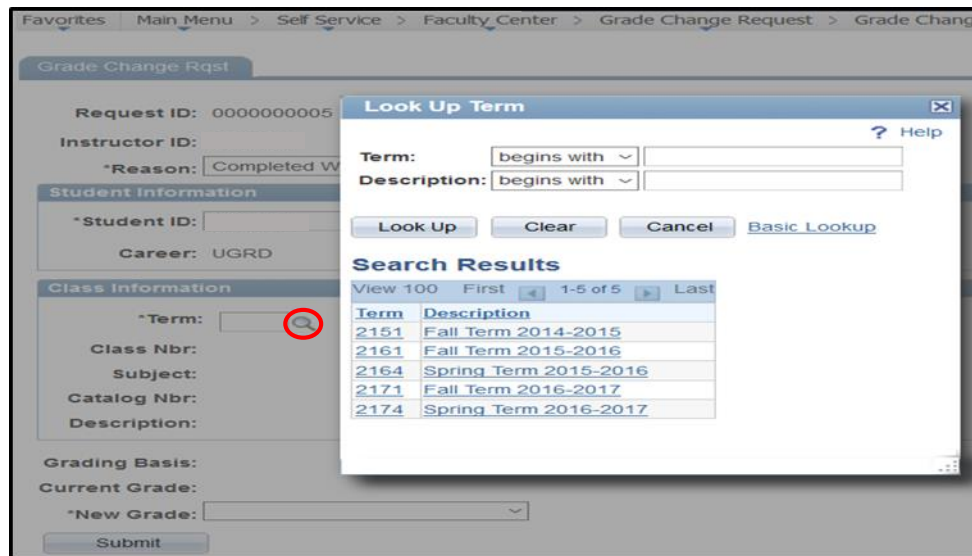 Favorites Main Menu > Self Service > Faculty Center > Grade Change Request > Grade Chang
Grade Change Rqst
Request ID: 0000000005
Instructor ID:
*Reason: Completed W
Student Information
*Student ID:
Career: UGRD
Class Information
*Term:
Class Nbr:
Subject:
Catalog Nbr:
Description:
Grading Basis:
Current Grade:
*New Grade:
Submit
Look Up Term
? Help
Term: begins with
Description: begins with
Look Up Clear Cancel Basic Lookup
Search Results
View 100 First 1-5 of 5 Last
Term Description
2151 Fall Term 2014-2015
2161 Fall Term 2015-2016
2164 Spring Term 2015-2016
2171 Fall Term 2016-2017
2174 Spring Term 2016-2017